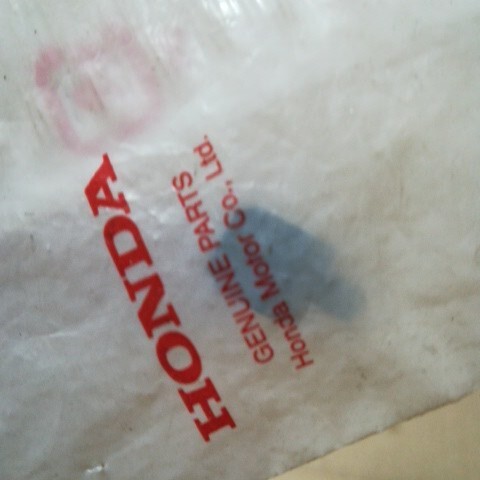 HONDA
GENUINE PARTS
Honda Motor Co., Ltd.